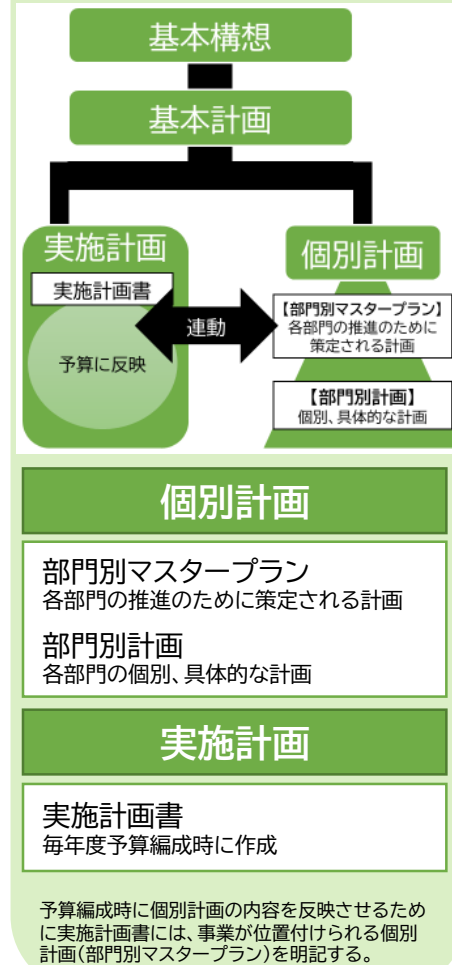 基本構想
基本計画
実施計画
実施計画書
予算に反映
連動
個別計画
【部門別マスタープラン】
各部門の推進のために
策定される計画
【部門別計画】
個別、具体的な計画
個別計画
部門別マスタープラン
各部門の推進のために策定される計画
部門別計画
各部門の個別、具体的な計画
実施計画
実施計画書
毎年度予算編成時に作成
予算編成時に個別計画の内容を反映させるため
に実施計画書には、事業が位置付けられる個別
計画(部門別マスタープラン)を明記する。